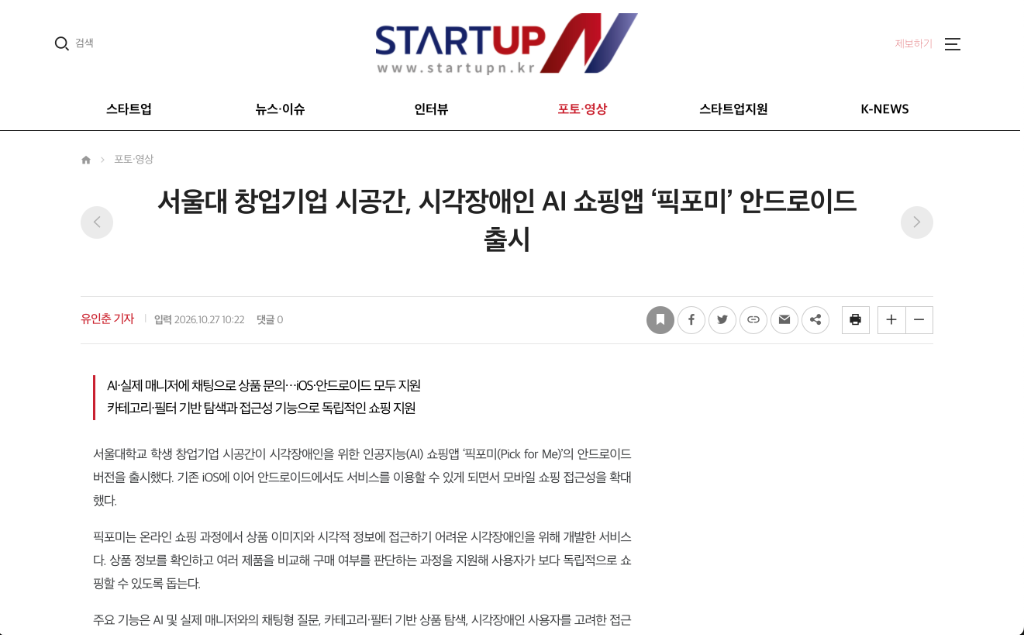 검색
STARTUP N
www.startupn.kr
제보하기
스타트업 뉴스·이슈 인터뷰 포토·영상 스타트업지원 K-NEWS
포토·영상
서울대 창업기업 시공간, 시각장애인 AI 쇼핑앱 ‘픽포미’ 안드로이드
출시
유인춘 기자 입력 2026.10.27 10:22 댓글 0
AI·실제 매니저에 채팅으로 상품 문의…iOS·안드로이드 모두 지원
카테고리·필터 기반 탐색과 접근성 기능으로 독립적인 쇼핑 지원
서울대학교 학생 창업기업 시공간이 시각장애인을 위한 인공지능(AI) 쇼핑앱 ‘픽포미(Pick for Me)’의 안드로이드
버전을 출시했다. 기존 iOS에 이어 안드로이드에서도 서비스를 이용할 수 있게 되면서 모바일 쇼핑 접근성을 확대
했다.
픽포미는 온라인 쇼핑 과정에서 상품 이미지와 시각적 정보에 접근하기 어려운 시각장애인을 위해 개발한 서비스
다. 상품 정보를 확인하고 여러 제품을 비교해 구매 여부를 판단하는 과정을 지원해 사용자가 보다 독립적으로 쇼
핑할 수 있도록 돕는다.
주요 기능은 AI 및 실제 매니저와의 채팅형 질문, 카테고리·필터 기반 상품 탐색, 시각장애인 사용자를 고려한 접근